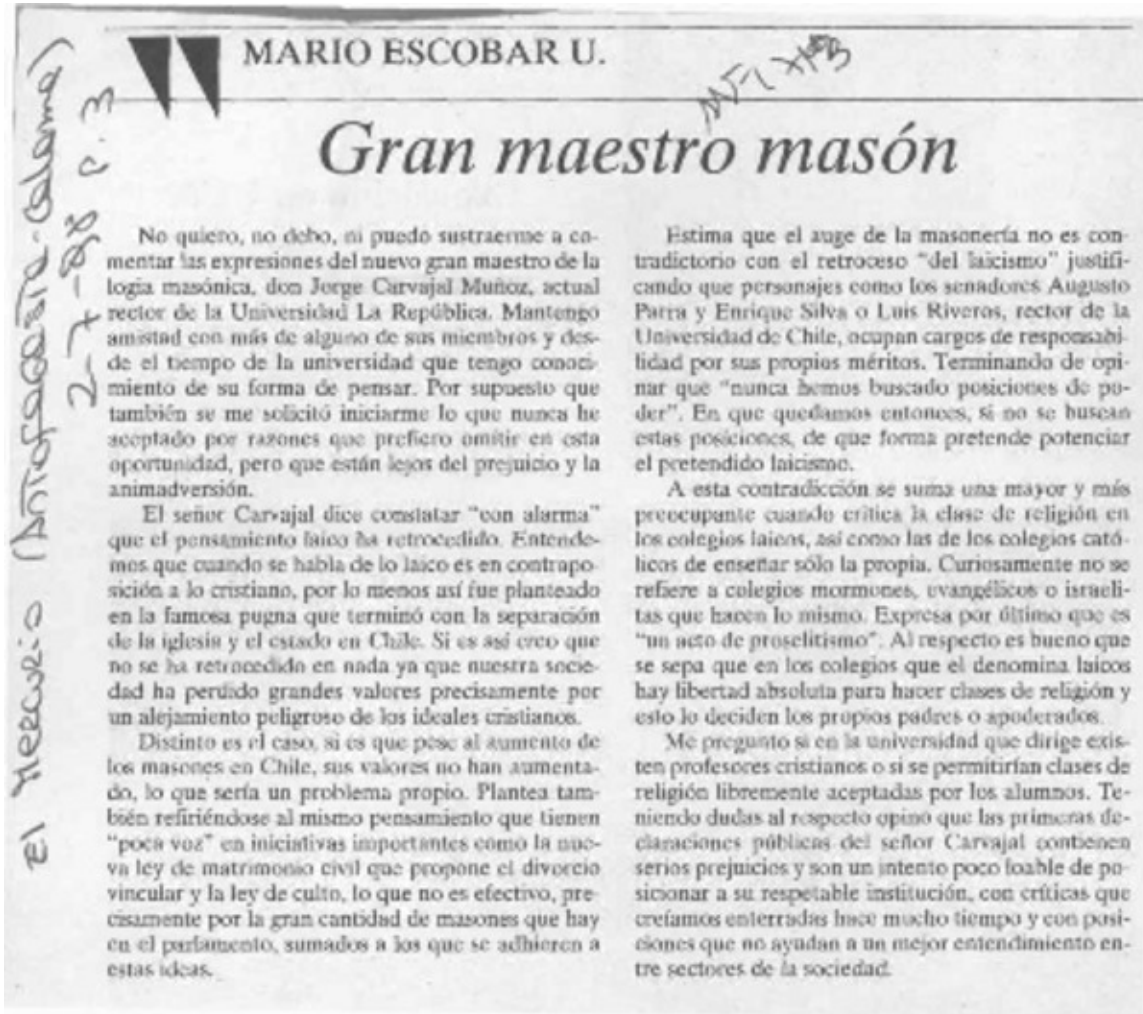 MARIO ESCOBAR U.
Gran maestro masón
No quiero, no debo, ni puedo sustraerme a co-
mentar las expresiones del nuevo gran maestro de la
logia masónica, don Jorge Carvajal Muñoz, actual
rector de la Universidad La República. Mantengo
amistad con más de alguno de sus miembros y des-
de el tiempo de la universidad que tengo conoci-
miento de su forma de pensar. Por supuesto que
también se me solicitó iniciarme lo que nunca he
aceptado por razones que prefiero omitir en esta
oportunidad, pero que están lejos del prejuicio y la
animadversión.
El señor Carvajal dice constatar "con alarma"
que el pensamiento laico ha retrocedido. Entende-
mos que cuando se habla de lo laico es en contrapo-
sición a lo cristiano, por lo menos así fue planteado
en la famosa pugna que terminó con la separación
de la iglesia y el estado en Chile. Si es así creo que
no se ha retrocedido en nada ya que nuestra socie-
dad ha perdido grandes valores precisamente por
un alejamiento peligroso de los ideales cristianos.
Distinto es el caso, si es que pese al aumento de
los masones en Chile, sus valores no han aumenta-
do, lo que sería un problema propio. Plantea tam-
bién refiriéndose al mismo pensamiento que tienen
"poca voz" en iniciativas importantes como la nue-
va ley de matrimonio civil que propone el divorcio
vincular y la ley de culto, lo que no es efectivo, pre-
cisamente por la gran cantidad de masones que hay
en el parlamento, sumados a los que se adhieren a
estas ideas.
Estima que el auge de la masonería no es con-
tradictorio con el retroceso "del laicismo" justifi-
cando que personajes como los senadores Augusto
Parra y Enrique Silva o Luis Riveros, rector de la
Universidad de Chile, ocupan cargos de responsabi-
lidad por sus propios méritos. Terminando de opi-
nar que "nunca hemos buscado posiciones de po-
der". En que quedamos entonces, si no se buscan
estas posiciones, de que forma pretende potenciar
el pretendido laicismo.
A esta contradicción se suma una mayor y más
preocupante cuando critica la clase de religión en
los colegios laicos, así como las de los colegios cató-
licos de enseñar sólo la propia. Curiosamente no se
refiere a colegios mormones, evangélicos o israeli-
tas que hacen lo mismo. Expresa por último que es
"un acto de proselitismo". Al respecto es bueno que
se sepa que en los colegios que el denomina laicos
hay libertad absoluta para hacer clases de religión y
esto lo deciden los propios padres o apoderados.
Me pregunto si en la universidad que dirige exis-
ten profesores cristianos o si se permitirían clases de
religión libremente aceptadas por los alumnos. Te-
niendo dudas al respecto opino que las primeras de-
claraciones públicas del señor Carvajal contienen
serios prejuicios y son un intento poco loable de po-
sicionar a su respetable institución, con críticas que
creíamos enterradas hace mucho tiempo y con posi-
ciones que no ayudan a un mejor entendimiento en-
tre sectores de la sociedad.
El Mercurio (Antofagasta-Calama)
2-7-98 c.3